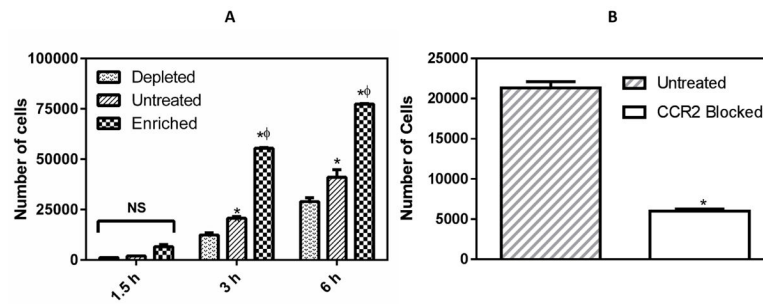 A
B
100000
75000
50000
25000
0
Number of cells
Depleted
Untreated
Enriched
NS
*
*ϕ
*
*ϕ
1.5 h
3 h
6 h
25000
20000
15000
10000
5000
0
Number of Cells
Untreated
CCR2 Blocked
*